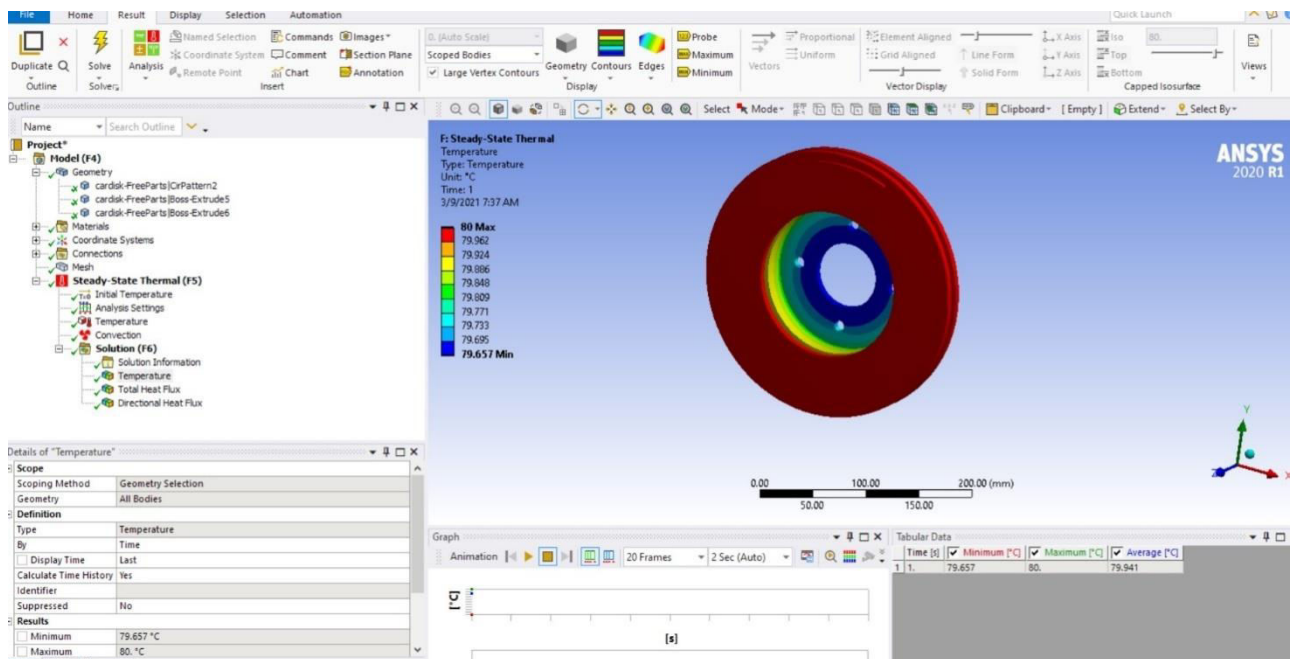 File Home Result Display Selection Automation Quick Launch
Named Selection Commands Images 0. (Auto Scale) Probe Proportional Element Aligned X Axis Iso 80.
Duplicate Solve Analysis Coordinate System Comment Section Plane Scoped Bodies Geometry Contours Edges Maximum Vectors Uniform Grid Aligned Line Form Y Axis Top Views
Remote Point Chart Annotation Large Vertex Contours Minimum Solid Form Z Axis Bottom
Outline Solver Insert Display Vector Display Capped Isosurface
Outline
Name Search Outline
Select Mode Clipboard [Empty] Extend Select By
Project*
Model (F4)
Geometry
cardisk-FreeParts|CirPattern2
cardisk-FreeParts|Boss-Extrude5
cardisk-FreeParts|Boss-Extrude6
Materials
Coordinate Systems
Connections
Mesh
Steady-State Thermal (F5)
Initial Temperature
Analysis Settings
Temperature
Convection
Solution (F6)
Solution Information
Temperature
Total Heat Flux
Directional Heat Flux
F: Steady-State Thermal
Temperature
Type: Temperature
Unit: °C
Time: 1
3/9/2021 7:37 AM
80 Max
79.962
79.924
79.886
79.848
79.809
79.771
79.733
79.695
79.657 Min
ANSYS
2020 R1
Y
X
Z
0.00 100.00 200.00 (mm)
50.00 150.00
Details of "Temperature"
Scope
Scoping Method Geometry Selection
Geometry All Bodies
Definition
Type Temperature
By Time
Display Time Last
Calculate Time History Yes
Identifier
Suppressed No
Results
Minimum 79.657 °C
Maximum 80. °C
Graph
Animation 20 Frames 2 Sec (Auto)
[°C]
[s]
Tabular Data
Time [s] Minimum [°C] Maximum [°C] Average [°C]
1 1. 79.657 80. 79.941